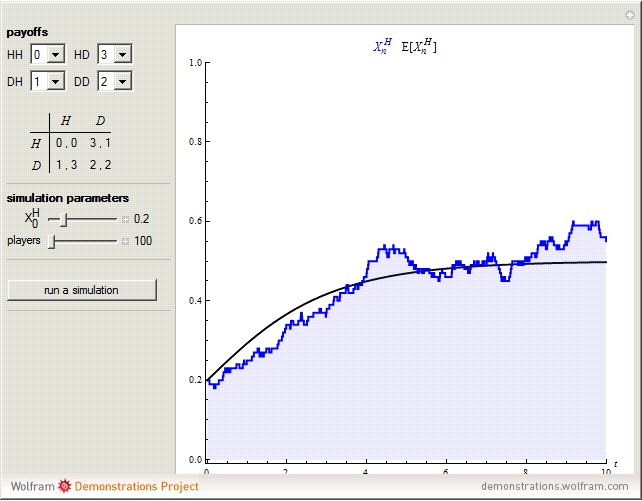 payoffs
HH 0 HD 3
DH 1 DD 2
H D
H 0,0 3,1
D 1,3 2,2
simulation parameters
X_0^H 0.2
players 100
run a simulation
X_n^H E[X_n^H]
1.0
0.8
0.6
0.4
0.2
0.0
0 2 4 6 8 10 t
Wolfram Demonstrations Project demonstrations.wolfram.com